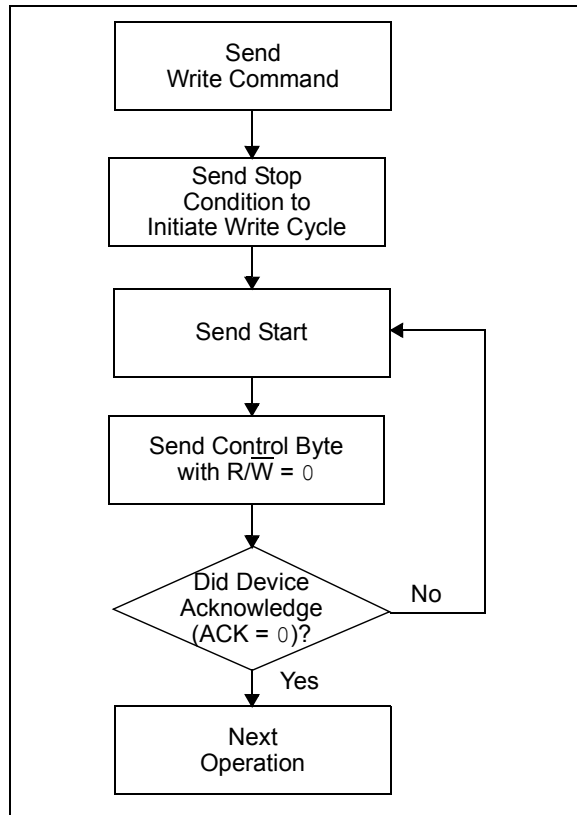 Send
Write Command
Send Stop
Condition to
Initiate Write Cycle
Send Start
Send Control Byte
with R/W̅ = 0
Did Device
Acknowledge
(ACK = 0)?
No
Yes
Next
Operation